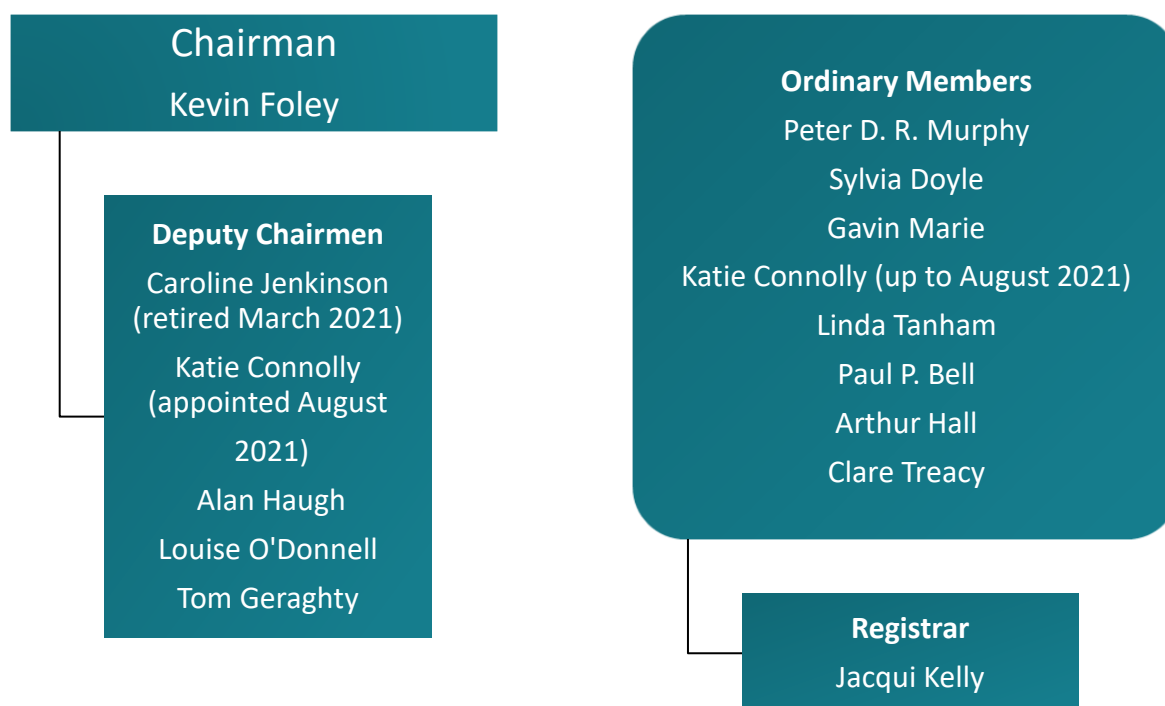 Chairman
Kevin Foley
Deputy Chairmen
Caroline Jenkinson
(retired March 2021)
Katie Connolly
(appointed August
2021)
Alan Haugh
Louise O'Donnell
Tom Geraghty
Ordinary Members
Peter D. R. Murphy
Sylvia Doyle
Gavin Marie
Katie Connolly (up to August 2021)
Linda Tanham
Paul P. Bell
Arthur Hall
Clare Treacy
Registrar
Jacqui Kelly